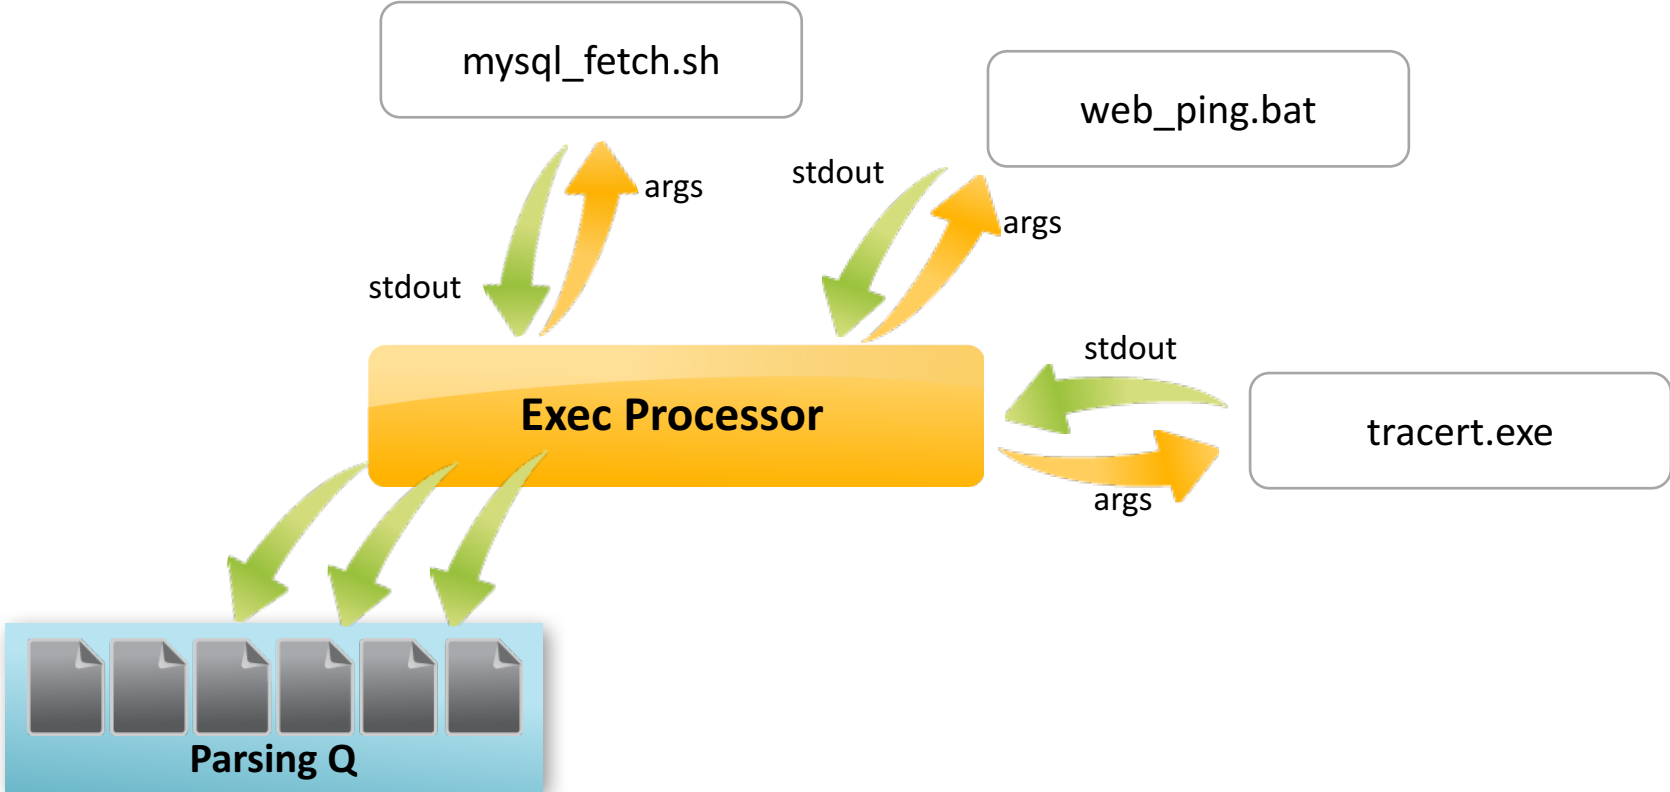 mysql_fetch.sh
web_ping.bat
stdout
args
args
stdout
stdout
Exec Processor
tracert.exe
args
Parsing Q